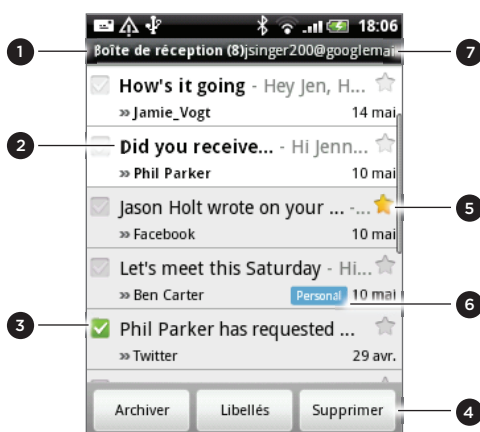 18:06
1 Boîte de réception (8)jsinger200@googlemai 7
How's it going - Hey Jen, H...
» Jamie_Vogt 14 mai
2 Did you receive... - Hi Jenn...
» Phil Parker 10 mai
Jason Holt wrote on your ... -... 5
» Facebook 10 mai
Let's meet this Saturday - Hi...
» Ben Carter Personal 10 mai 6
3 Phil Parker has requested ...
» Twitter 29 avr.
Archiver Libellés Supprimer 4